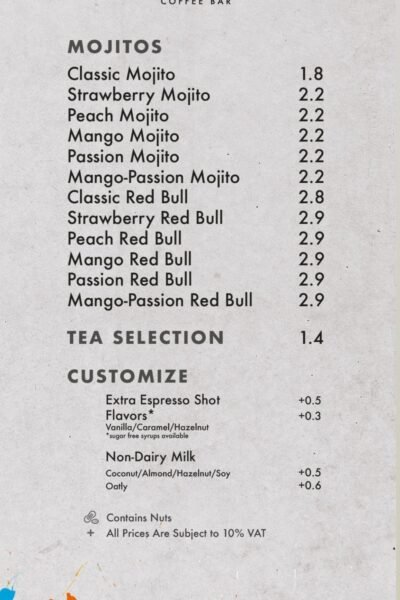 COFFEE BAR
MOJITOS
Classic Mojito 1.8
Strawberry Mojito 2.2
Peach Mojito 2.2
Mango Mojito 2.2
Passion Mojito 2.2
Mango-Passion Mojito 2.2
Classic Red Bull 2.8
Strawberry Red Bull 2.9
Peach Red Bull 2.9
Mango Red Bull 2.9
Passion Red Bull 2.9
Mango-Passion Red Bull 2.9
TEA SELECTION 1.4
CUSTOMIZE
Extra Espresso Shot +0.5
Flavors* +0.3
Vanilla/Caramel/Hazelnut
*sugar free syrups available
Non-Dairy Milk
Coconut/Almond/Hazelnut/Soy +0.5
Oatly +0.6
Contains Nuts
+ All Prices Are Subject to 10% VAT